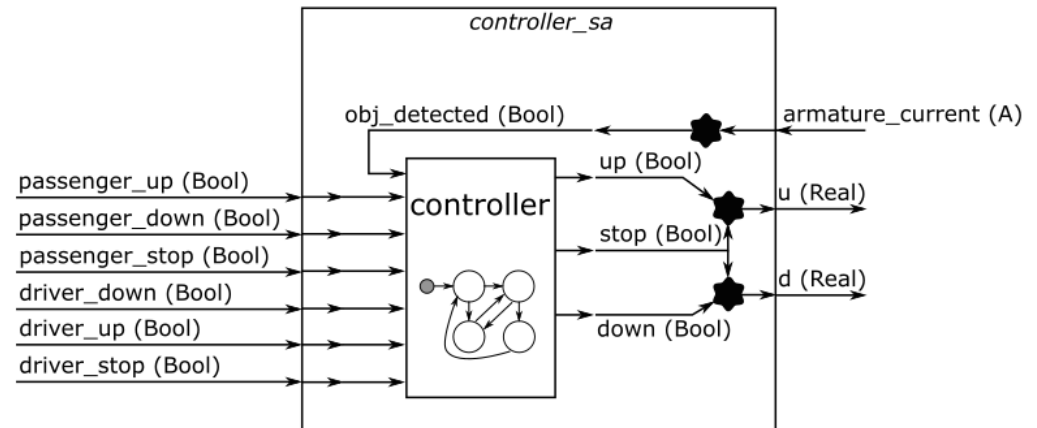 controller_sa
obj_detected (Bool)
armature_current (A)
passenger_up (Bool)
passenger_down (Bool)
passenger_stop (Bool)
driver_down (Bool)
driver_up (Bool)
driver_stop (Bool)
controller
up (Bool)
stop (Bool)
down (Bool)
u (Real)
d (Real)